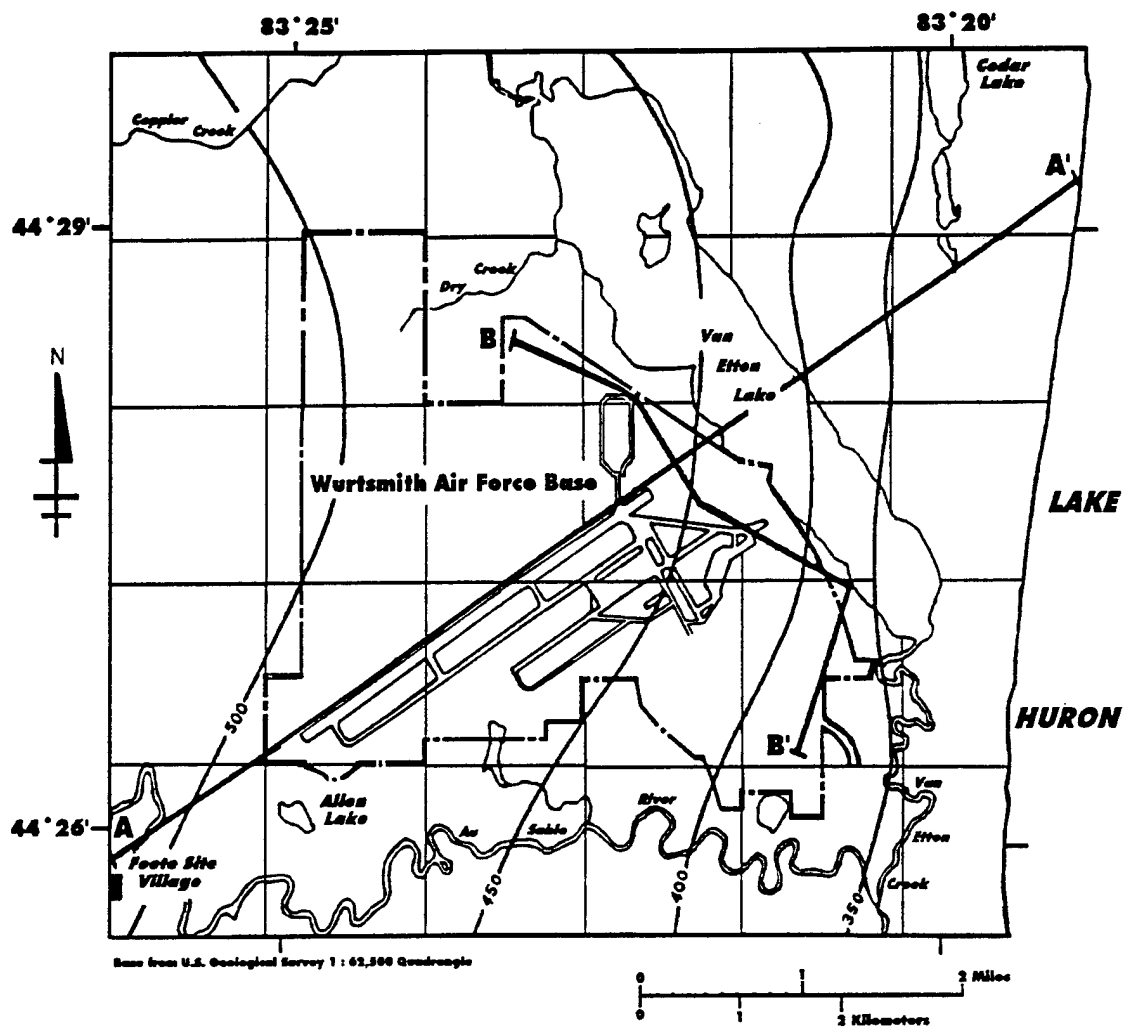 83°25'
83°20'
Cedar
Lake
Coppler
Creek
A'
44°29'
Creek
Dry
N
B
Van
Etten
Lake
Wurtsmith Air Force Base
LAKE
500
HURON
B'
Van
Allen
Lake
River
44°26'
A
Au
Sable
Etten
Foote Site
Village
Creek
450
400
350
Base from U.S. Geological Survey 1 : 62,500 Quadrangle
0
1
2 Miles
0
1
2 Kilometers